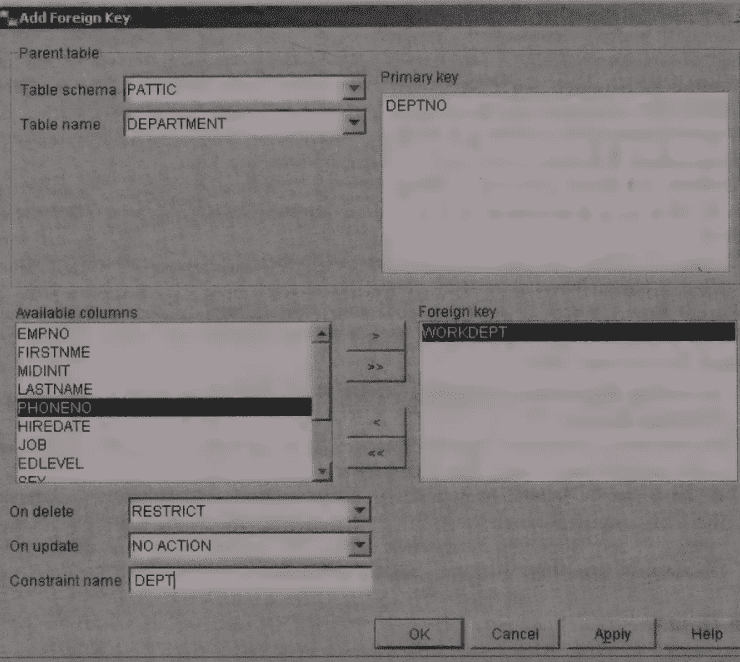 Add Foreign Key
Parent table
Table schema PATTIC
Table name DEPARTMENT
Primary key
DEPTNO
Available columns
EMPNO
FIRSTNME
MIDINIT
LASTNAME
PHONENO
HIREDATE
JOB
EDLEVEL
SEX
>
>>
<
<<
Foreign key
WORKDEPT
On delete RESTRICT
On update NO ACTION
Constraint name DEPT
OK Cancel Apply Help